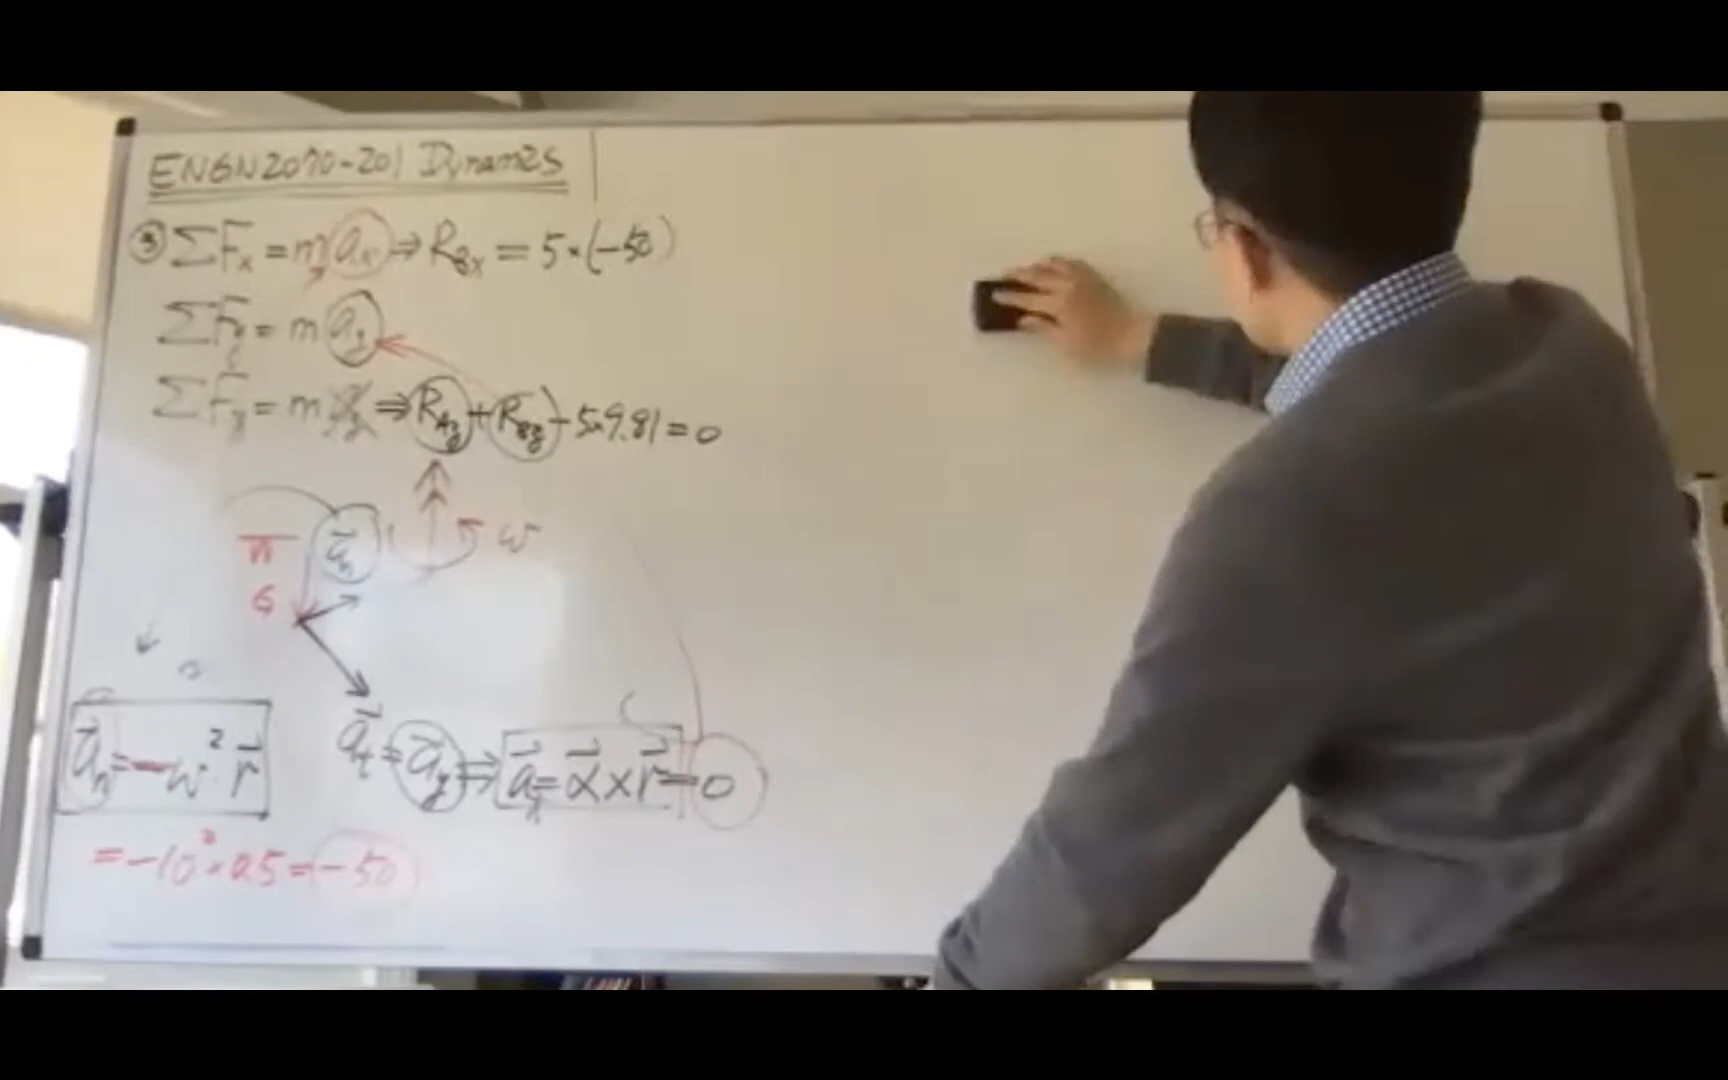 ENGN2070-201 Dynamics
③ ΣFx = m ax ⇒ RBx = 5×(-50)
ΣFy = m ay
ΣFz = m az ⇒ RAz + RBz - 5×9.81 = 0
n
an
ω
G
an = -ω² · r
at = ay ⇒ at = α × r = 0
= -10² × 0.5 = -50